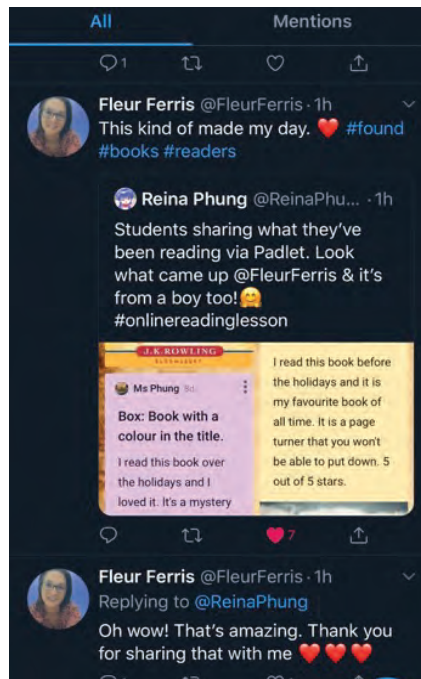 All Mentions
1
Fleur Ferris @FleurFerris · 1h
This kind of made my day. ❤️ #found
#books #readers
Reina Phung @ReinaPhu... · 1h
Students sharing what they've
been reading via Padlet. Look
what came up @FleurFerris & it's
from a boy too!🤗
#onlinereadinglesson
J.K.ROWLING
BLOOMSBURY
Ms Phung 8d
Box: Book with a
colour in the title.
I read this book over
the holidays and I
loved it. It's a mystery
I read this book before
the holidays and it is
my favourite book of
all time. It is a page
turner that you won't
be able to put down. 5
out of 5 stars.
7
Fleur Ferris @FleurFerris · 1h
Replying to @ReinaPhung
Oh wow! That's amazing. Thank you
for sharing that with me ❤️❤️❤️